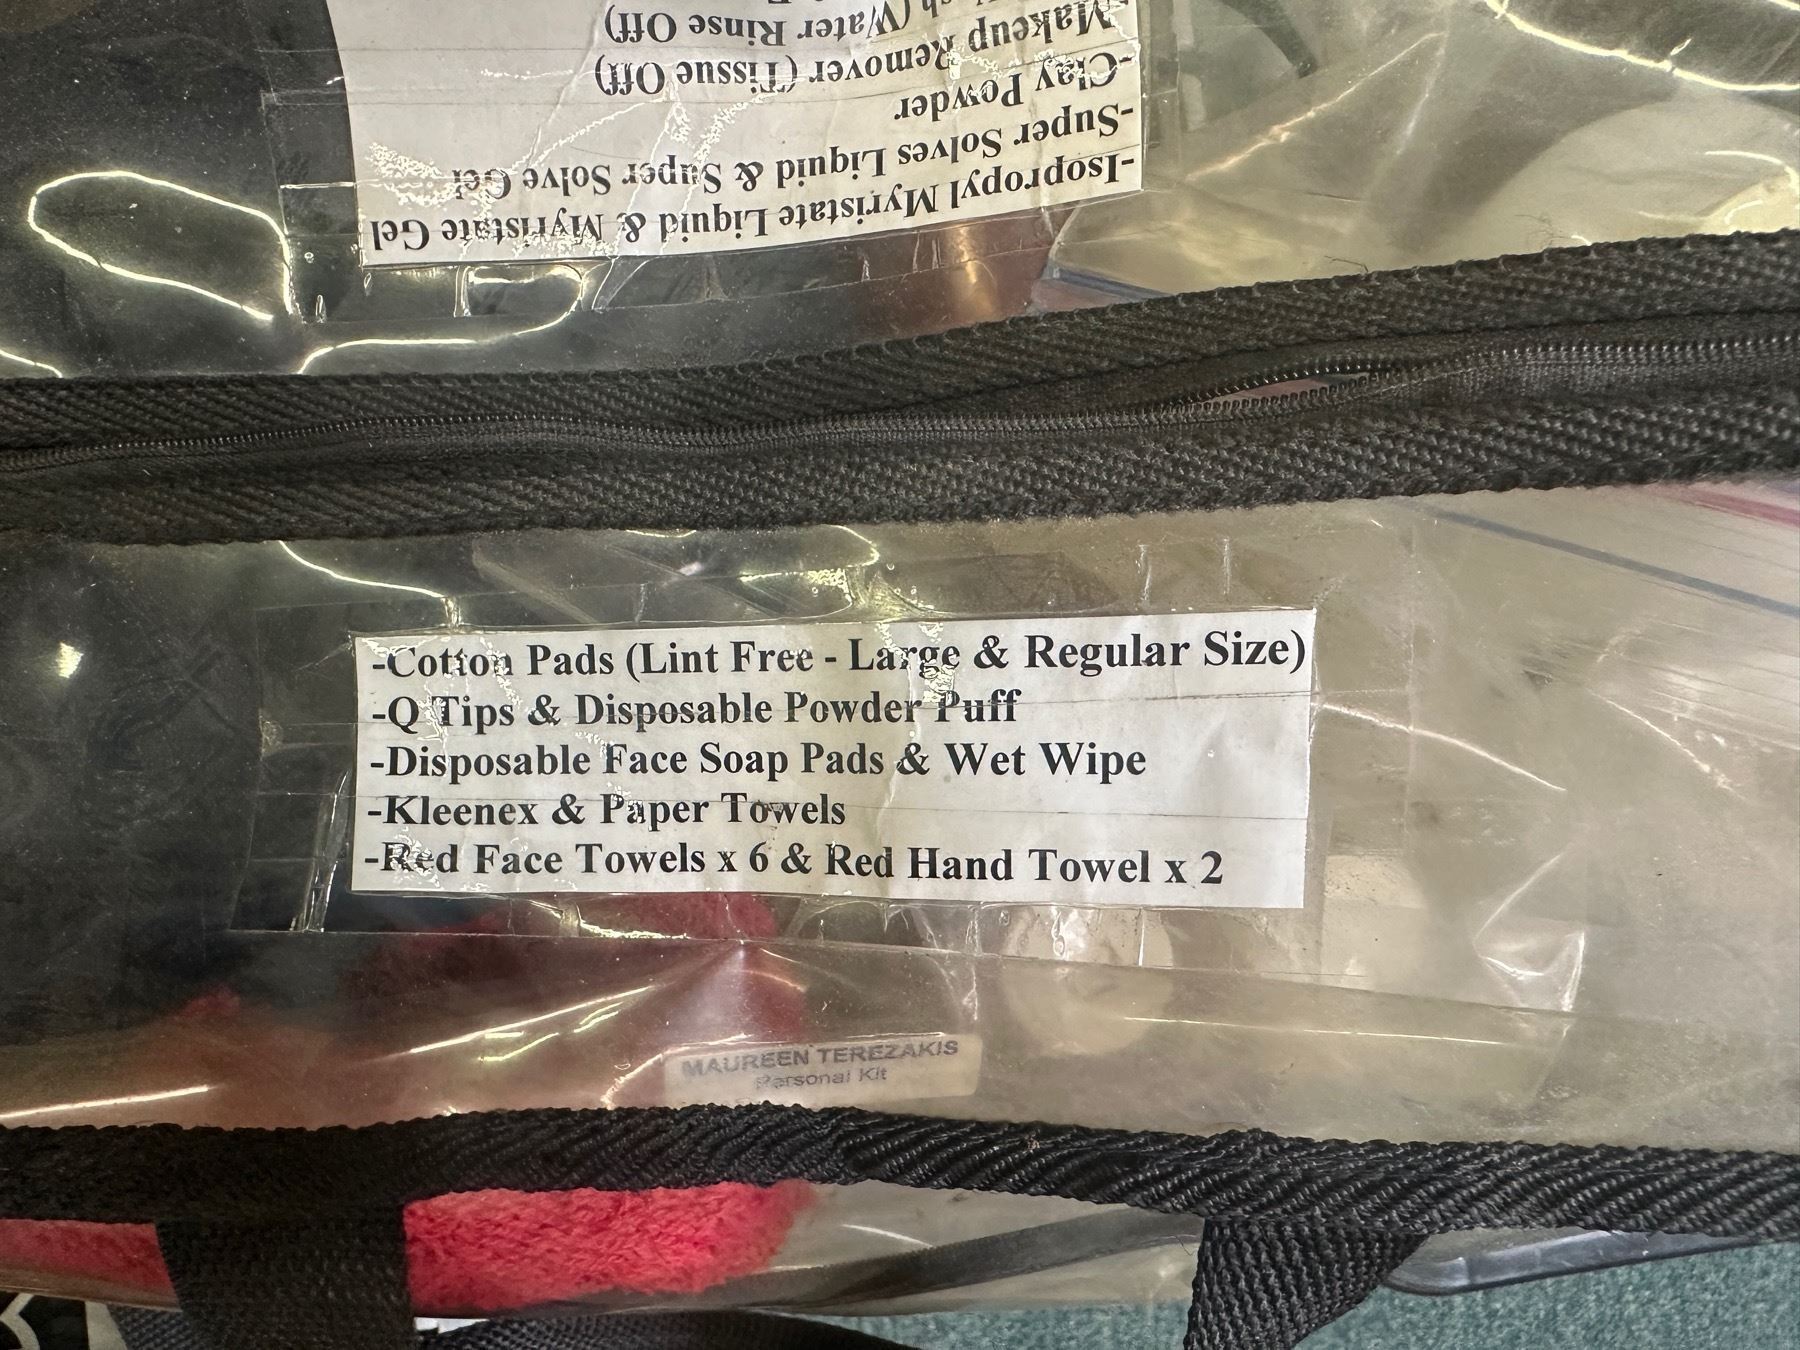 -Isopropyl Myristate Liquid & Myristate Gel
-Super Solves Liquid & Super Solve Gel
-Clay Powder
Makeup Remover (Tissue Off)
(Water Rinse Off)
-Cotton Pads (Lint Free - Large & Regular Size)
-Q Tips & Disposable Powder Puff
-Disposable Face Soap Pads & Wet Wipe
-Kleenex & Paper Towels
-Red Face Towels x 6 & Red Hand Towel x 2
MAUREEN TEREZAKIS
Personal Kit